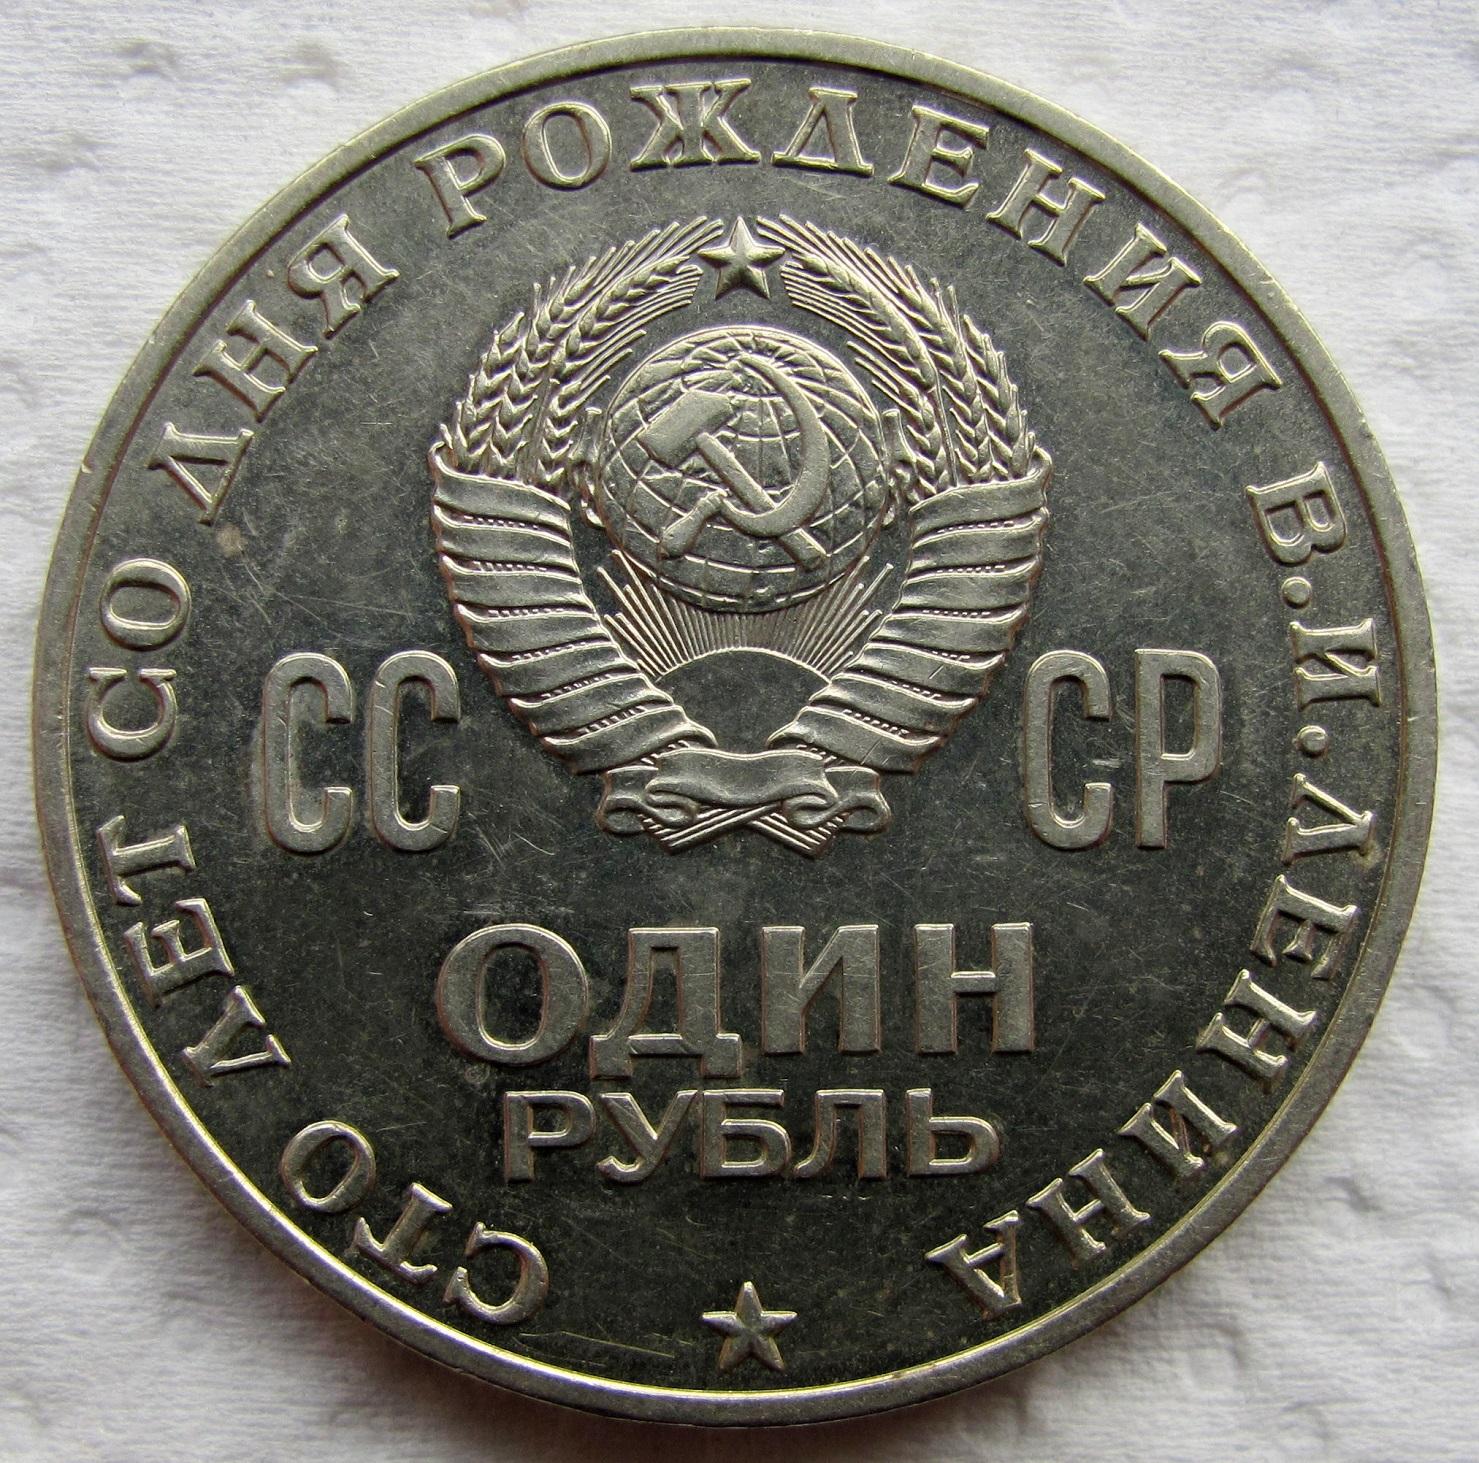 СТО ЛЕТ СО ДНЯ РОЖДЕНИЯ В.И.ЛЕНИНА
СС СР
ОДИН
РУБЛЬ